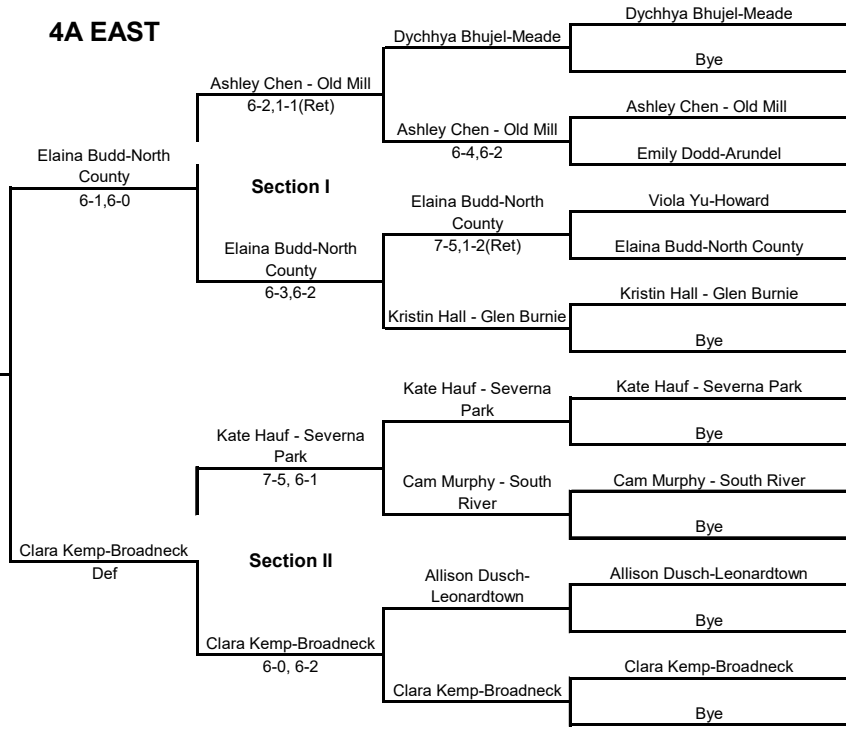 4A EAST
Dychhya Bhujel-Meade
Dychhya Bhujel-Meade
Bye
Ashley Chen - Old Mill
6-2,1-1(Ret)
Ashley Chen - Old Mill
Ashley Chen - Old Mill
6-4,6-2
Emily Dodd-Arundel
Elaina Budd-North
County
6-1,6-0
Section I
Elaina Budd-North
County
7-5,1-2(Ret)
Viola Yu-Howard
Elaina Budd-North County
Elaina Budd-North
County
6-3,6-2
Kristin Hall - Glen Burnie
Kristin Hall - Glen Burnie
Bye
Kate Hauf - Severna
Park
Kate Hauf - Severna Park
Bye
Kate Hauf - Severna
Park
7-5, 6-1
Cam Murphy - South
River
Cam Murphy - South River
Bye
Clara Kemp-Broadneck
Def
Section II
Allison Dusch-
Leonardtown
Allison Dusch-Leonardtown
Bye
Clara Kemp-Broadneck
6-0, 6-2
Clara Kemp-Broadneck
Clara Kemp-Broadneck
Bye